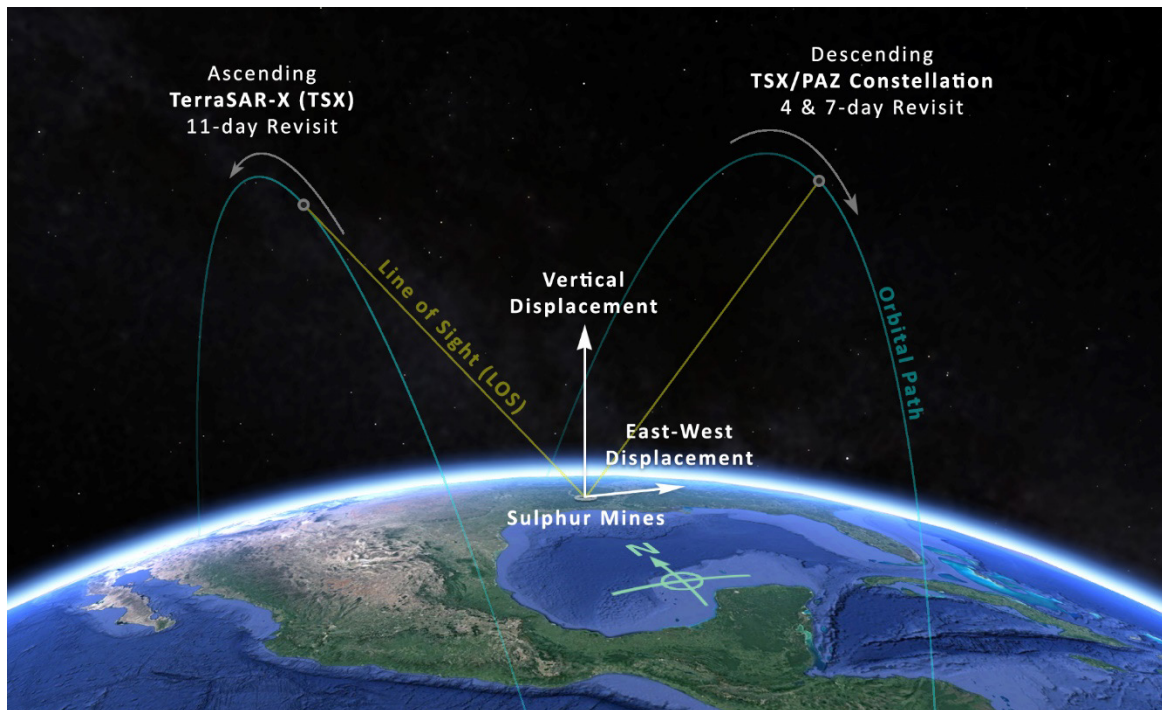 Ascending
TerraSAR-X (TSX)
11-day Revisit
Descending
TSX/PAZ Constellation
4 & 7-day Revisit
Line of Sight (LOS)
Vertical
Displacement
Orbital Path
East-West
Displacement
Sulphur Mines
N